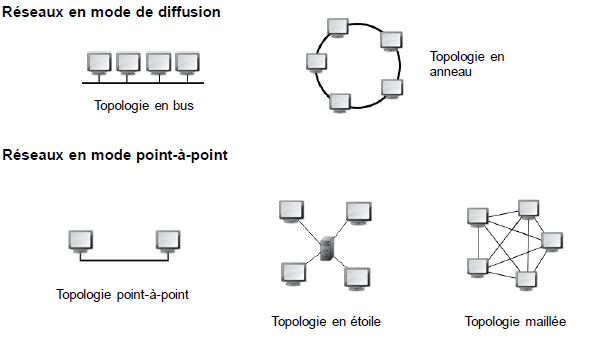 Réseaux en mode de diffusion
Topologie en
anneau
Topologie en bus
Réseaux en mode point-à-point
Topologie point-à-point
Topologie en étoile
Topologie maillée